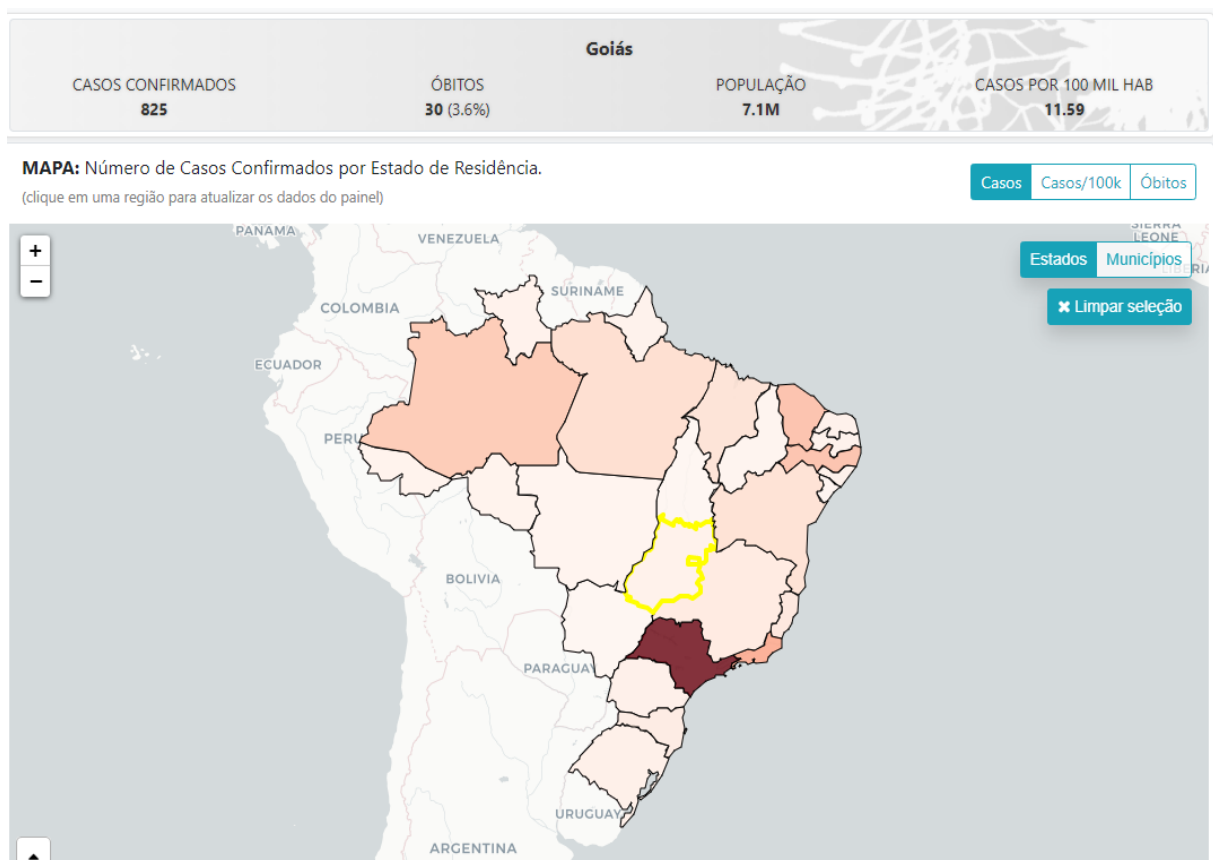 Goiás
CASOS CONFIRMADOS ÓBITOS POPULAÇÃO CASOS POR 100 MIL HAB
825 30 (3.6%) 7.1M 11.59
MAPA: Número de Casos Confirmados por Estado de Residência.
(clique em uma região para atualizar os dados do painel)
Casos Casos/100k Óbitos
+
−
PANAMA
VENEZUELA
SIERRA
LEONE
Estados Municípios
LIBERIA
✖ Limpar seleção
SURINAME
COLOMBIA
ECUADOR
PERU
BOLIVIA
PARAGUAY
URUGUAY
ARGENTINA